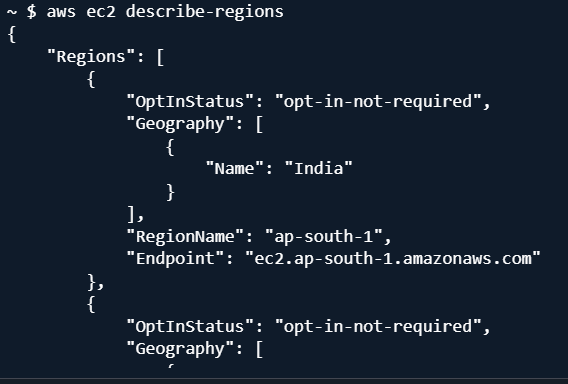 ~ $ aws ec2 describe-regions
{
    "Regions": [
        {
            "OptInStatus": "opt-in-not-required",
            "Geography": [
                {
                    "Name": "India"
                }
            ],
            "RegionName": "ap-south-1",
            "Endpoint": "ec2.ap-south-1.amazonaws.com"
        },
        {
            "OptInStatus": "opt-in-not-required",
            "Geography": [
                {